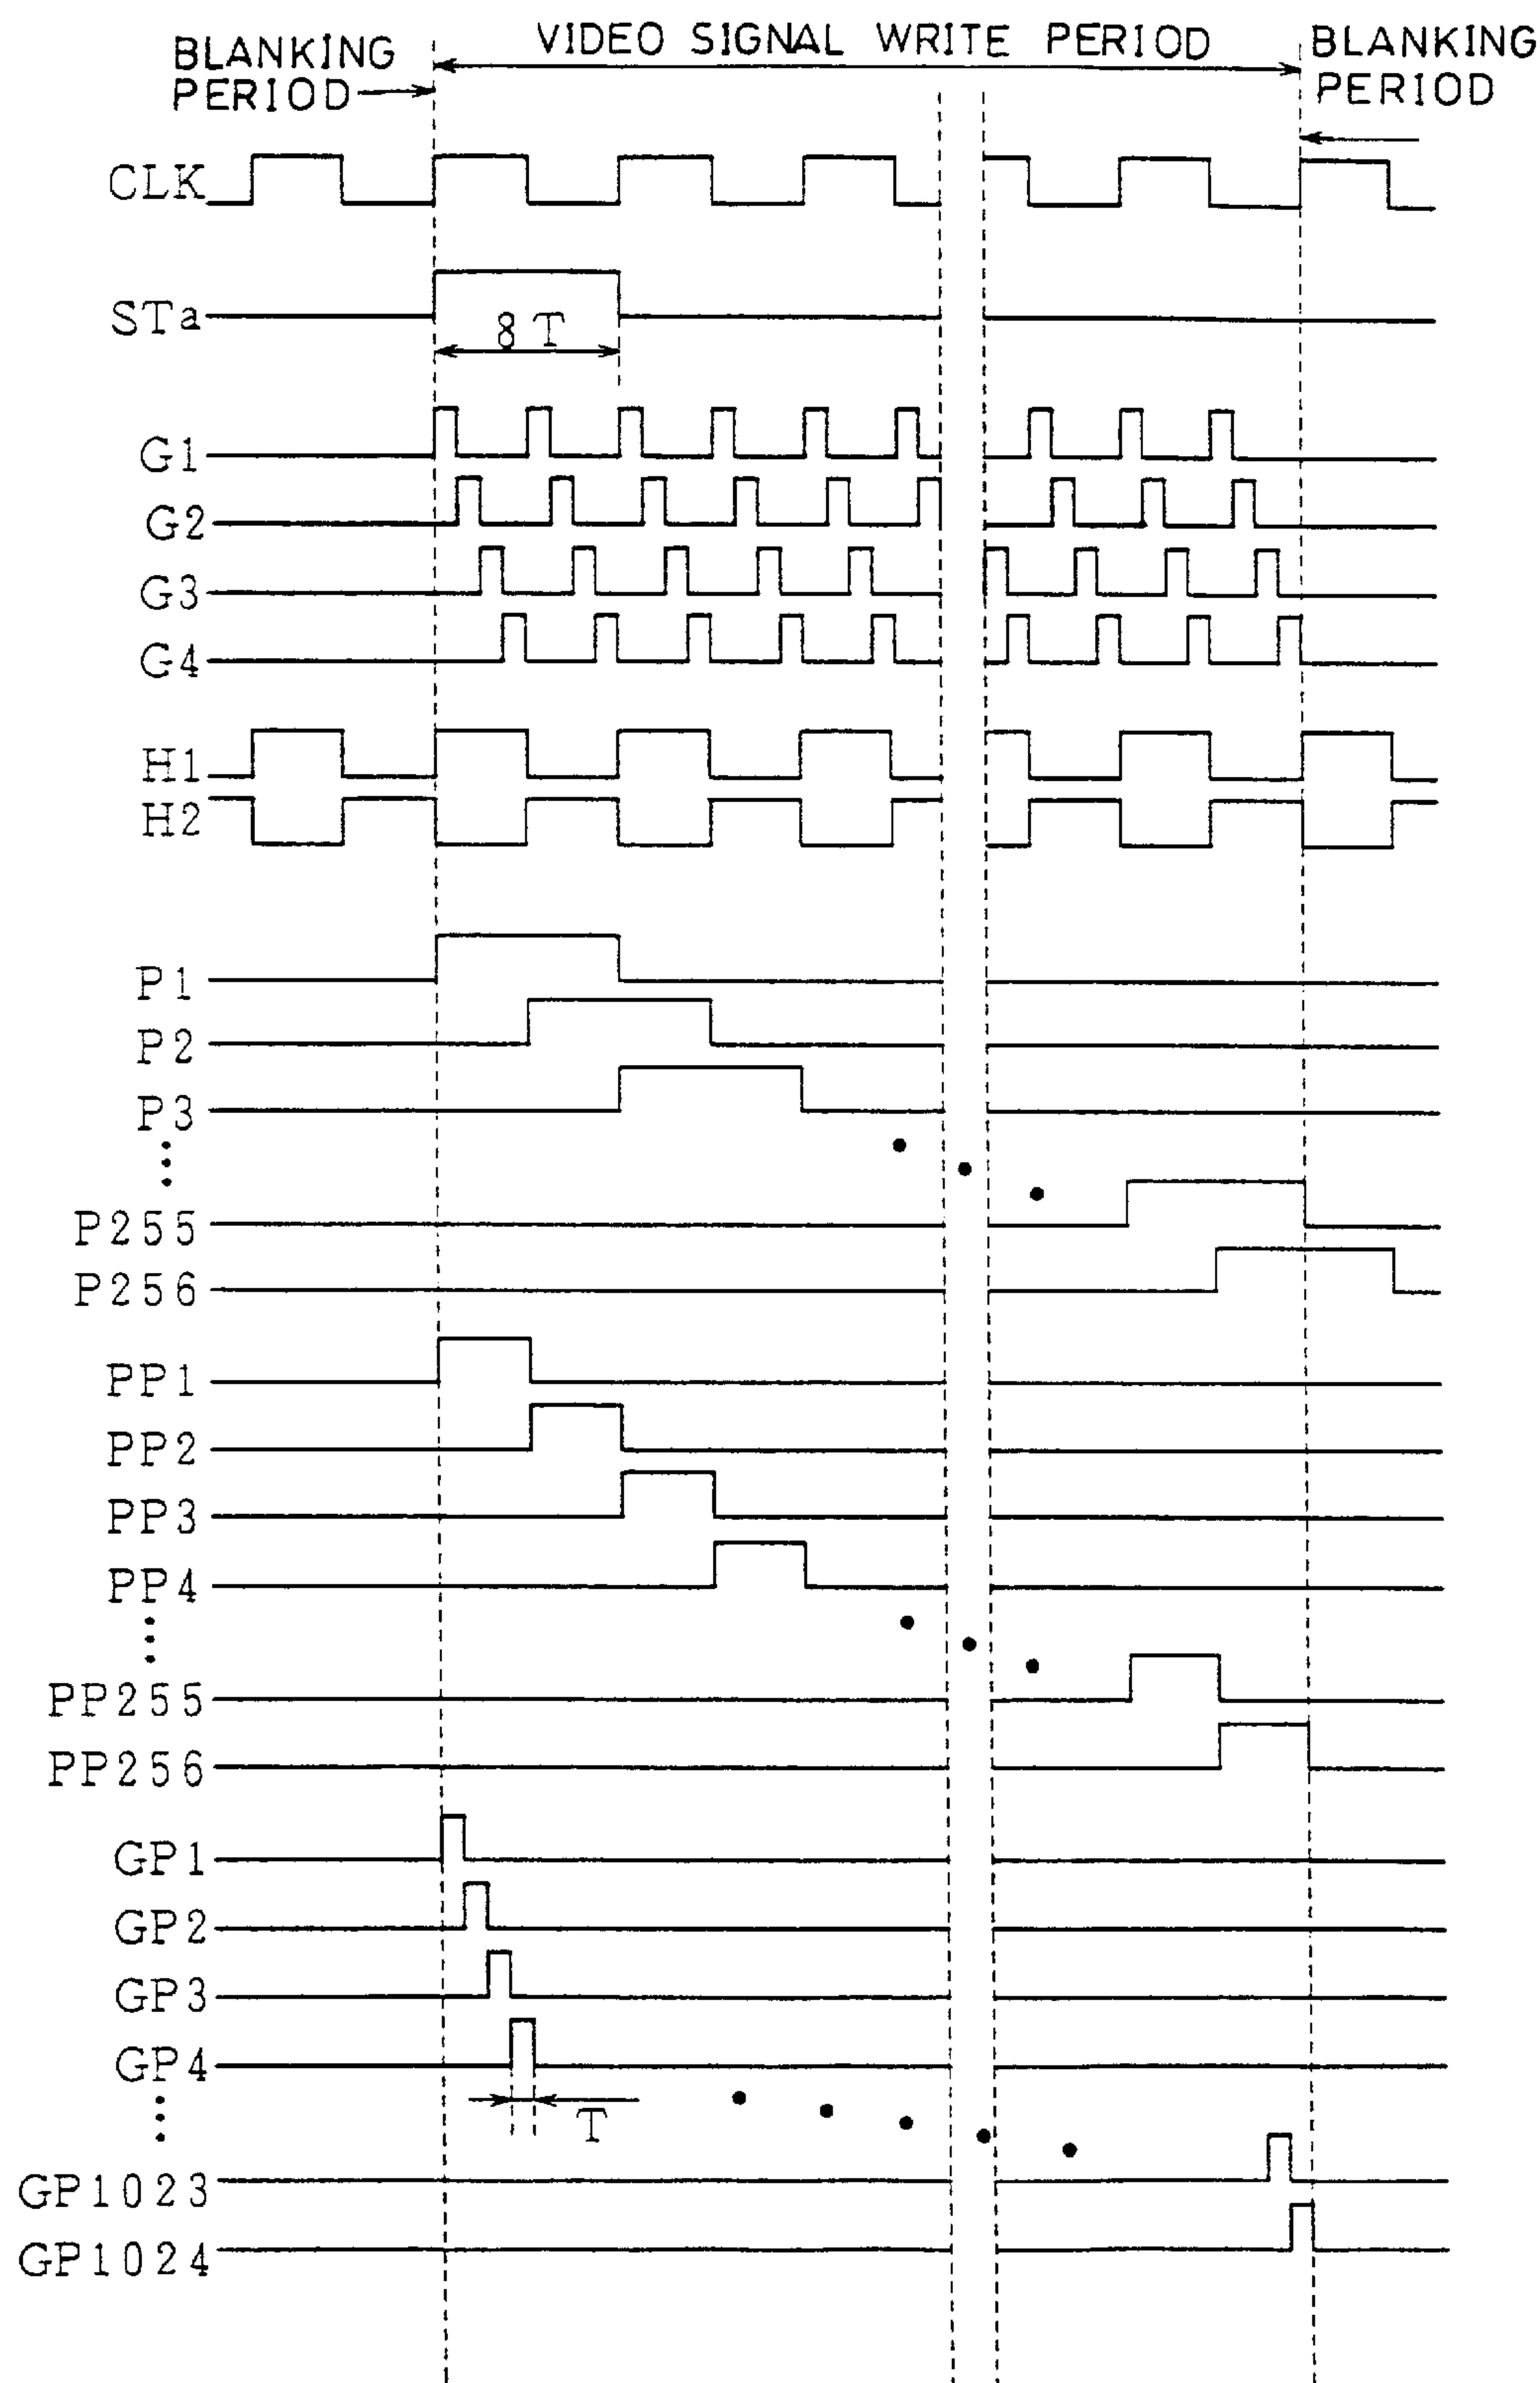 BLANKING PERIOD
VIDEO SIGNAL WRITE PERIOD
BLANKING PERIOD
CLK
STa
8T
G1
G2
G3
G4
H1
H2
P1
P2
P3
P255
P256
PP1
PP2
PP3
PP4
PP255
PP256
GP1
GP2
GP3
GP4
T
GP1023
GP1024